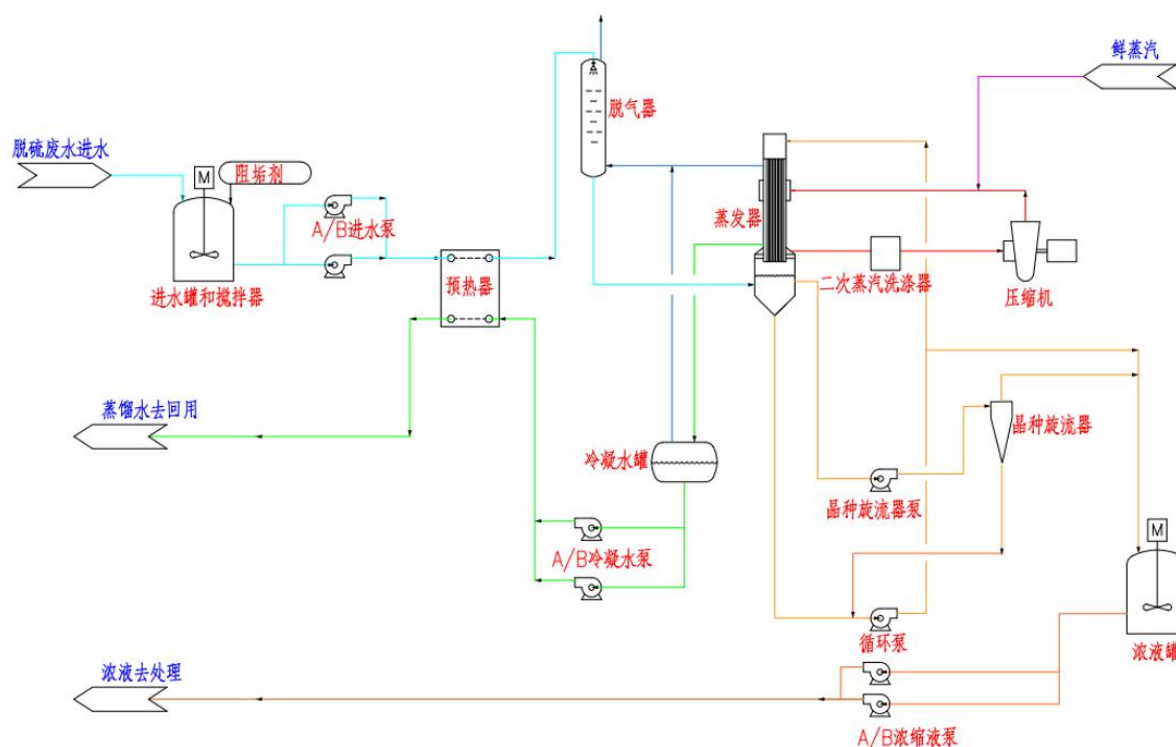 鲜蒸汽
脱气器
脱硫废水进水
M
阻垢剂
A/B进水泵
蒸发器
预热器
二次蒸汽洗涤器
压缩机
进水罐和搅拌器
蒸馏水去回用
晶种旋流器
冷凝水罐
晶种旋流器泵
M
A/B冷凝水泵
循环泵
浓液罐
浓液去处理
A/B浓缩液泵